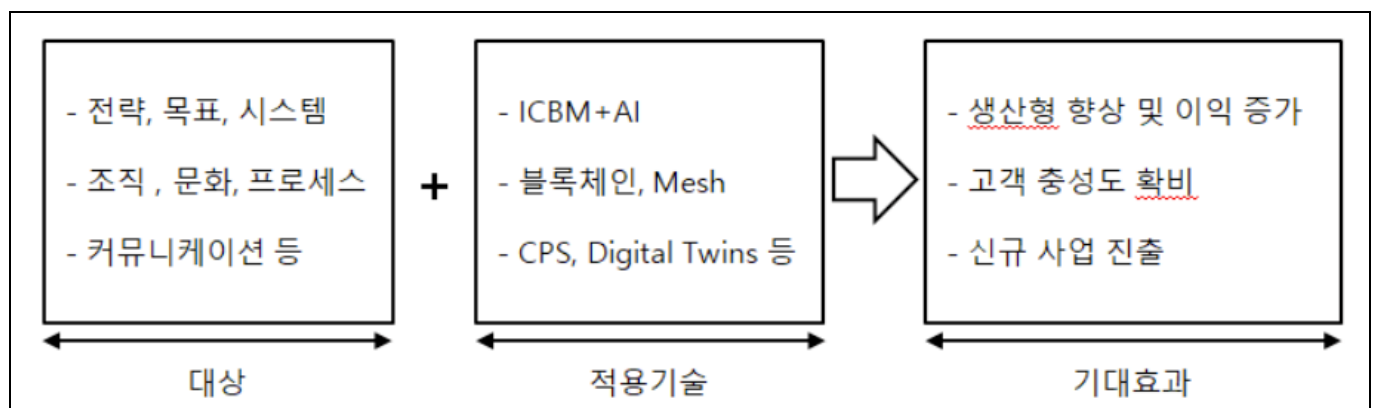 - 전략, 목표, 시스템
- 조직 , 문화, 프로세스
- 커뮤니케이션 등
+
- ICBM+AI
- 블록체인, Mesh
- CPS, Digital Twins 등
- 생산형 향상 및 이익 증가
- 고객 충성도 확비
- 신규 사업 진출
대상
적용기술
기대효과